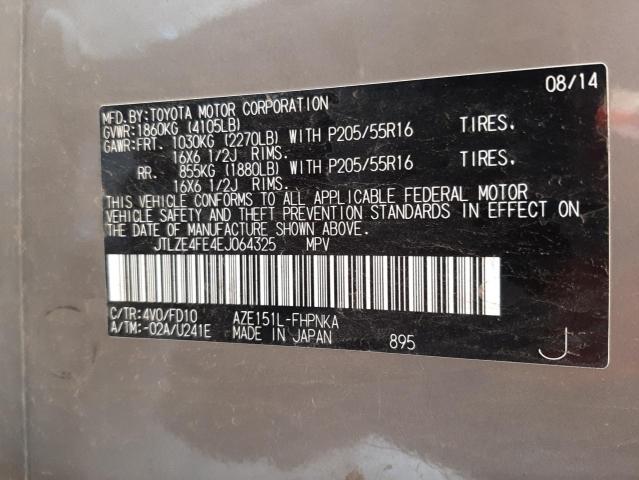 08/14
MFD.BY:TOYOTA MOTOR CORPORATION
GVWR:1860KG (4105LB)
GAWR:FRT. 1030KG (2270LB) WITH P205/55R16 TIRES.
16X6 1/2J RIMS.
RR. 855KG (1880LB) WITH P205/55R16 TIRES.
16X6 1/2J RIMS.
THIS VEHICLE CONFORMS TO ALL APPLICABLE FEDERAL MOTOR
VEHICLE SAFETY AND THEFT PREVENTION STANDARDS IN EFFECT ON
THE DATE OF MANUFACTURE SHOWN ABOVE.
JTLZE4FE4EJ064325 MPV
C/TR:4V0/FD10 AZE151L-FHPNKA
A/TM:-02A/U241E MADE IN JAPAN 895 J